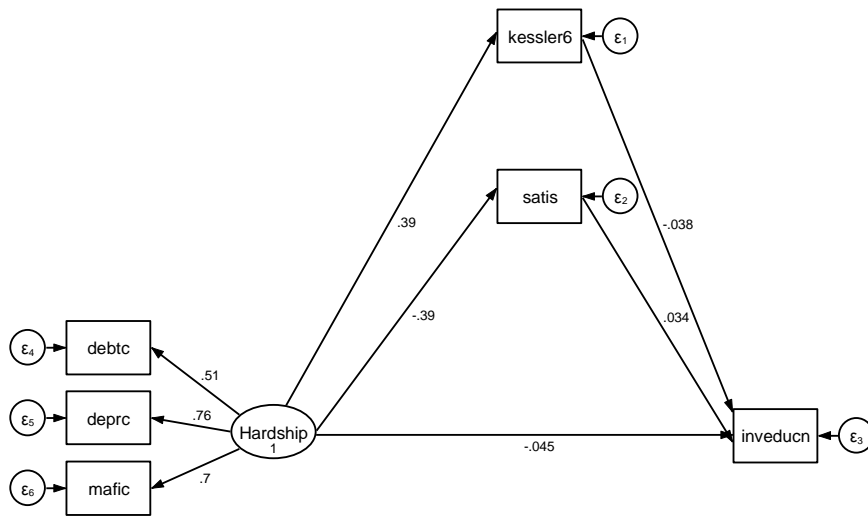 kessler6
ε1
satis
ε2
.39
-.038
-.39
.034
ε4
debtc
.51
ε5
deprc
.76
Hardship
1
-.045
inveducn
ε3
ε6
mafic
.7